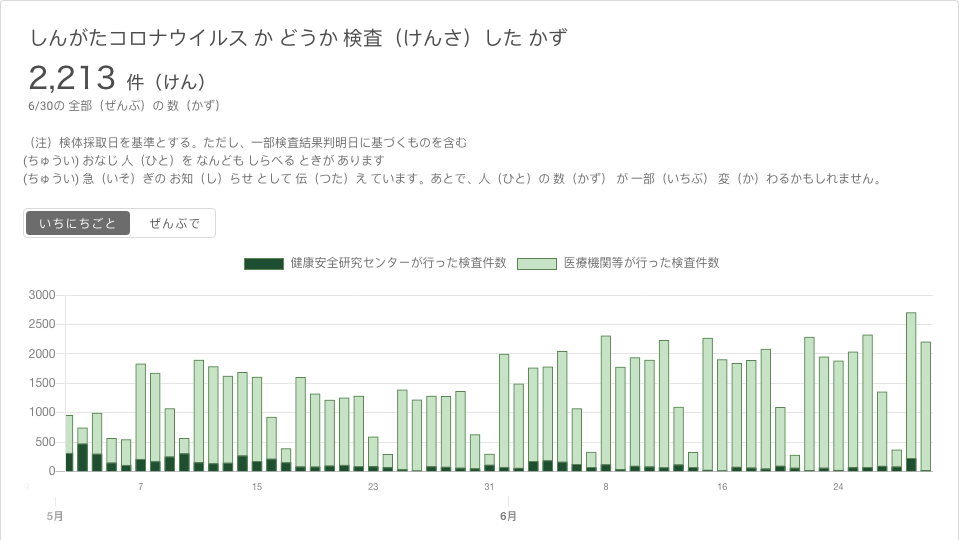 しんがたコロナウイルス か どうか 検査（けんさ）した かず
2,213 件（けん）
6/30の 全部（ぜんぶ）の 数（かず）
（注）検体採取日を基準とする。ただし、一部検査結果判明日に基づくものを含む
(ちゅうい) おなじ 人（ひと）を なんども しらべる ときが あります
(ちゅうい) 急（いそ）ぎの お知（し）らせ として 伝（つた）え ています。あとで、人（ひと）の 数（かず） が 一部（いちぶ） 変（か）わるかもしれません。
いちにちごと ぜんぶで
健康安全研究センターが行った検査件数 医療機関等が行った検査件数
3000
2500
2000
1500
1000
500
0
7 15 23 31 8 16 24
5月 6月